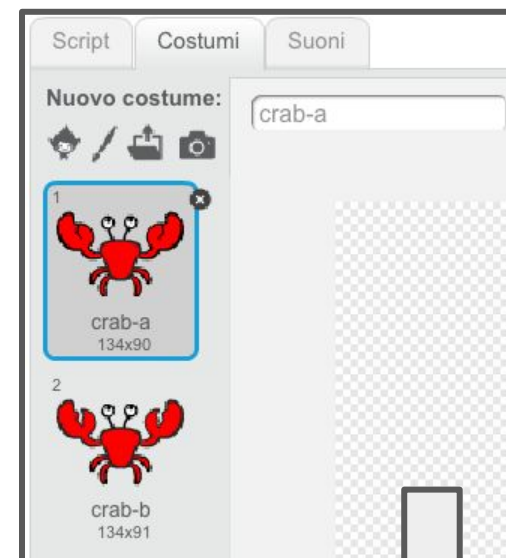 Script Costumi Suoni
Nuovo costume:
crab-a
1
crab-a
134x90
2
crab-b
134x91